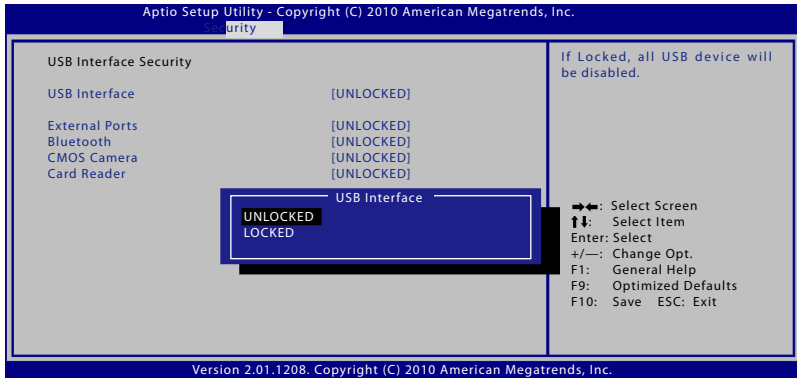 Aptio Setup Utility - Copyright (C) 2010 American Megatrends, Inc.
Security
USB Interface Security
USB Interface [UNLOCKED]
External Ports [UNLOCKED]
Bluetooth [UNLOCKED]
CMOS Camera [UNLOCKED]
Card Reader [UNLOCKED]
USB Interface
UNLOCKED
LOCKED
If Locked, all USB device will
be disabled.
➡⬅: Select Screen
⬆⬇: Select Item
Enter: Select
+/—: Change Opt.
F1: General Help
F9: Optimized Defaults
F10: Save ESC: Exit
Version 2.01.1208. Copyright (C) 2010 American Megatrends, Inc.